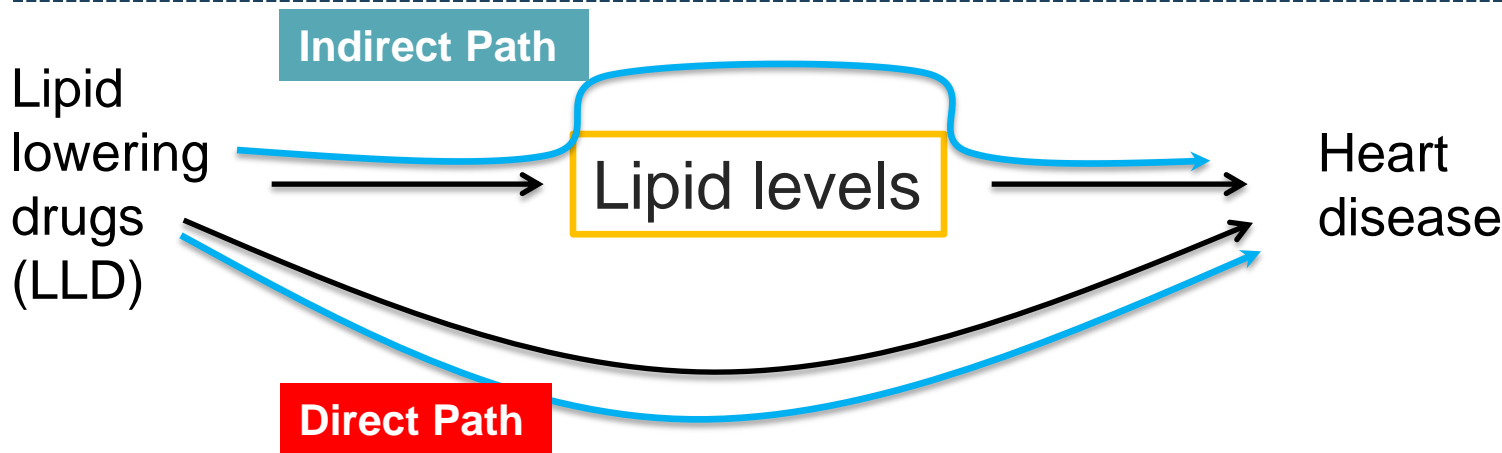 Indirect Path
Lipid
lowering
drugs
(LLD)
Lipid levels
Heart
disease
Direct Path